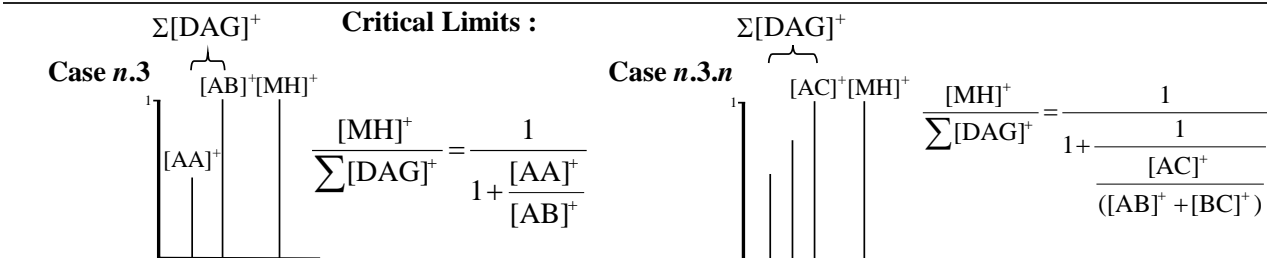 Critical Limits :
Case n.3
Σ[DAG]⁺
[AB]⁺ [MH]⁺
1
[AA]⁺
[MH]⁺ / ∑[DAG]⁺ = 1 / (1 + [AA]⁺ / [AB]⁺)
Case n.3.n
Σ[DAG]⁺
[AC]⁺ [MH]⁺
1
[MH]⁺ / ∑[DAG]⁺ = 1 / (1 + 1 / ([AC]⁺ / ([AB]⁺ + [BC]⁺)))